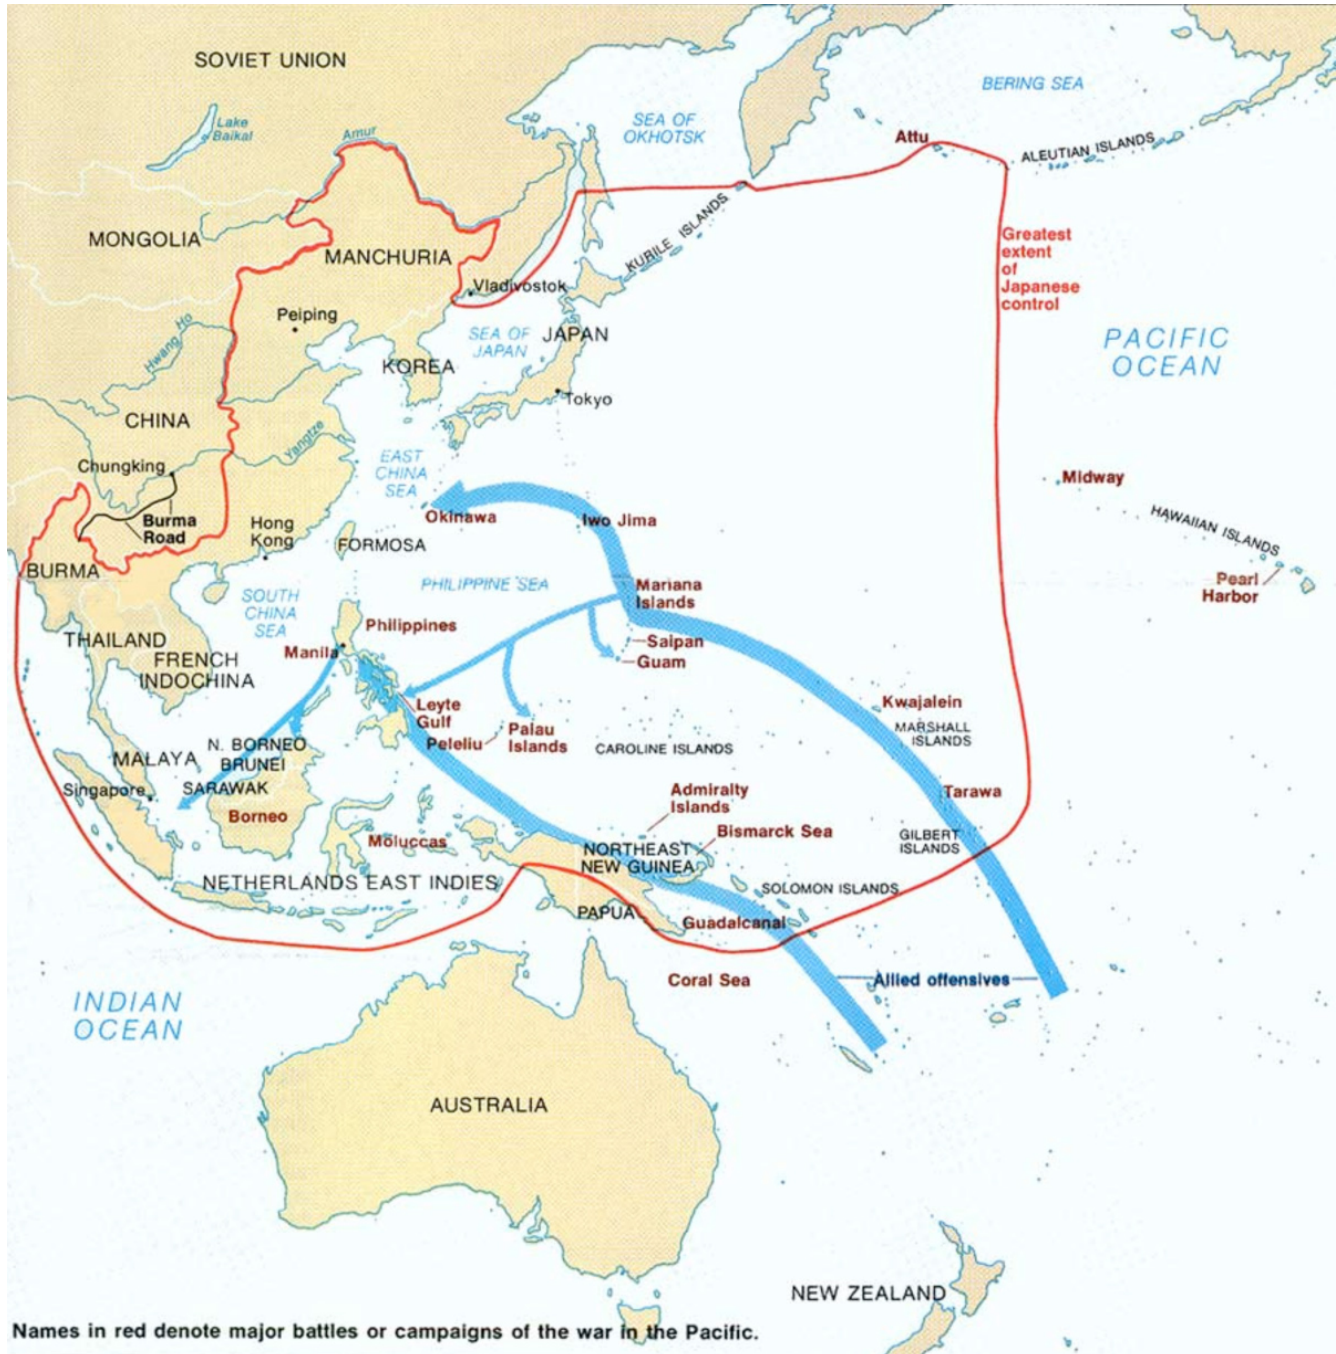 SOVIET UNION
BERING SEA
Lake
Baikal
Amur
SEA OF
OKHOTSK
Attu
ALEUTIAN ISLANDS
MONGOLIA
MANCHURIA
KURILE ISLANDS
Greatest
extent
of
Japanese
control
Vladivostok
Peiping
Hwang Ho
SEA OF
JAPAN
JAPAN
PACIFIC
OCEAN
KOREA
Tokyo
CHINA
Yangtze
Chungking
EAST
CHINA
SEA
Midway
Burma
Road
Hong
Kong
Okinawa
Iwo Jima
HAWAIIAN ISLANDS
FORMOSA
BURMA
PHILIPPINE SEA
Mariana
Islands
Pearl
Harbor
SOUTH
CHINA
SEA
Philippines
THAILAND
Manila
Saipan
Guam
FRENCH
INDOCHINA
Leyte
Gulf
Kwajalein
Peleliu
Palau
Islands
CAROLINE ISLANDS
MARSHALL
ISLANDS
MALAYA
N. BORNEO
BRUNEI
Singapore
SARAWAK
Borneo
Admiralty
Islands
Tarawa
Moluccas
Bismarck Sea
GILBERT
ISLANDS
NORTHEAST
NEW GUINEA
NETHERLANDS EAST INDIES
SOLOMON ISLANDS
PAPUA
Guadalcanal
Coral Sea
Allied offensives
INDIAN
OCEAN
AUSTRALIA
NEW ZEALAND
Names in red denote major battles or campaigns of the war in the Pacific.